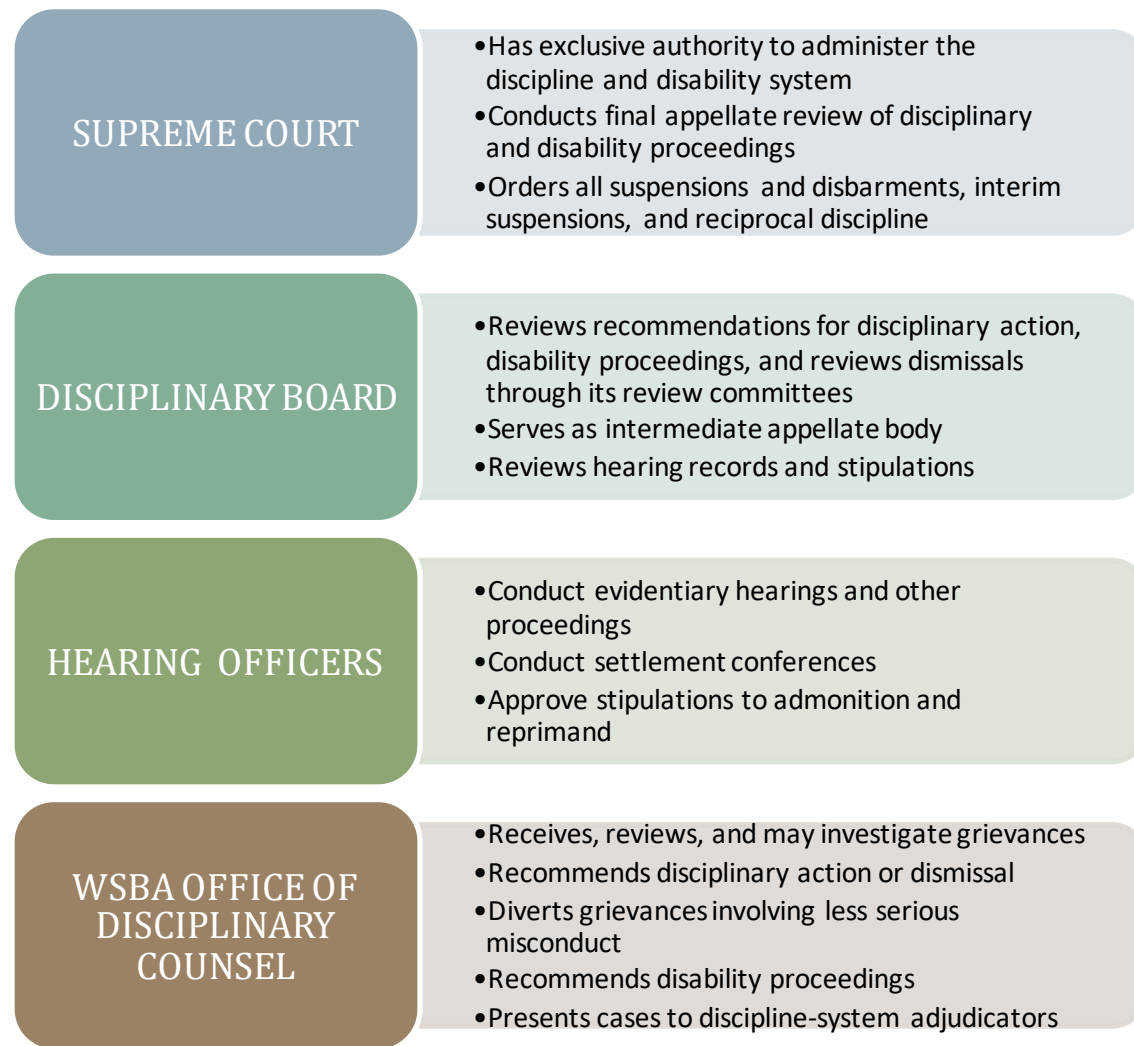 SUPREME COURT
•Has exclusive authority to administer the
discipline and disability system
•Conducts final appellate review of disciplinary
and disability proceedings
•Orders all suspensions and disbarments, interim
suspensions, and reciprocal discipline
DISCIPLINARY BOARD
•Reviews recommendations for disciplinary action,
disability proceedings, and reviews dismissals
through its review committees
•Serves as intermediate appellate body
•Reviews hearing records and stipulations
HEARING OFFICERS
•Conduct evidentiary hearings and other
proceedings
•Conduct settlement conferences
•Approve stipulations to admonition and
reprimand
WSBA OFFICE OF
DISCIPLINARY
COUNSEL
•Receives, reviews, and may investigate grievances
•Recommends disciplinary action or dismissal
•Diverts grievances involving less serious
misconduct
•Recommends disability proceedings
•Presents cases to discipline-system adjudicators